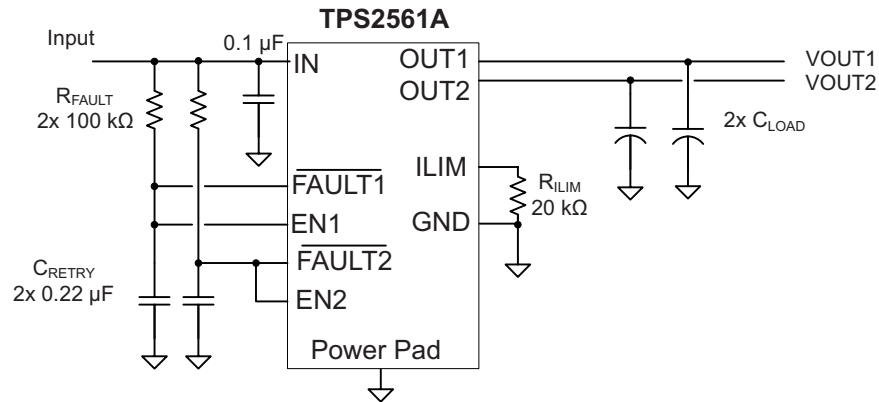 TPS2561A
Input
0.1 µF
IN
OUT1
VOUT1
OUT2
VOUT2
RFAULT
2x 100 kΩ
2x CLOAD
ILIM
RILIM
20 kΩ
FAULT1
EN1
GND
FAULT2
CRETRY
2x 0.22 µF
EN2
Power Pad